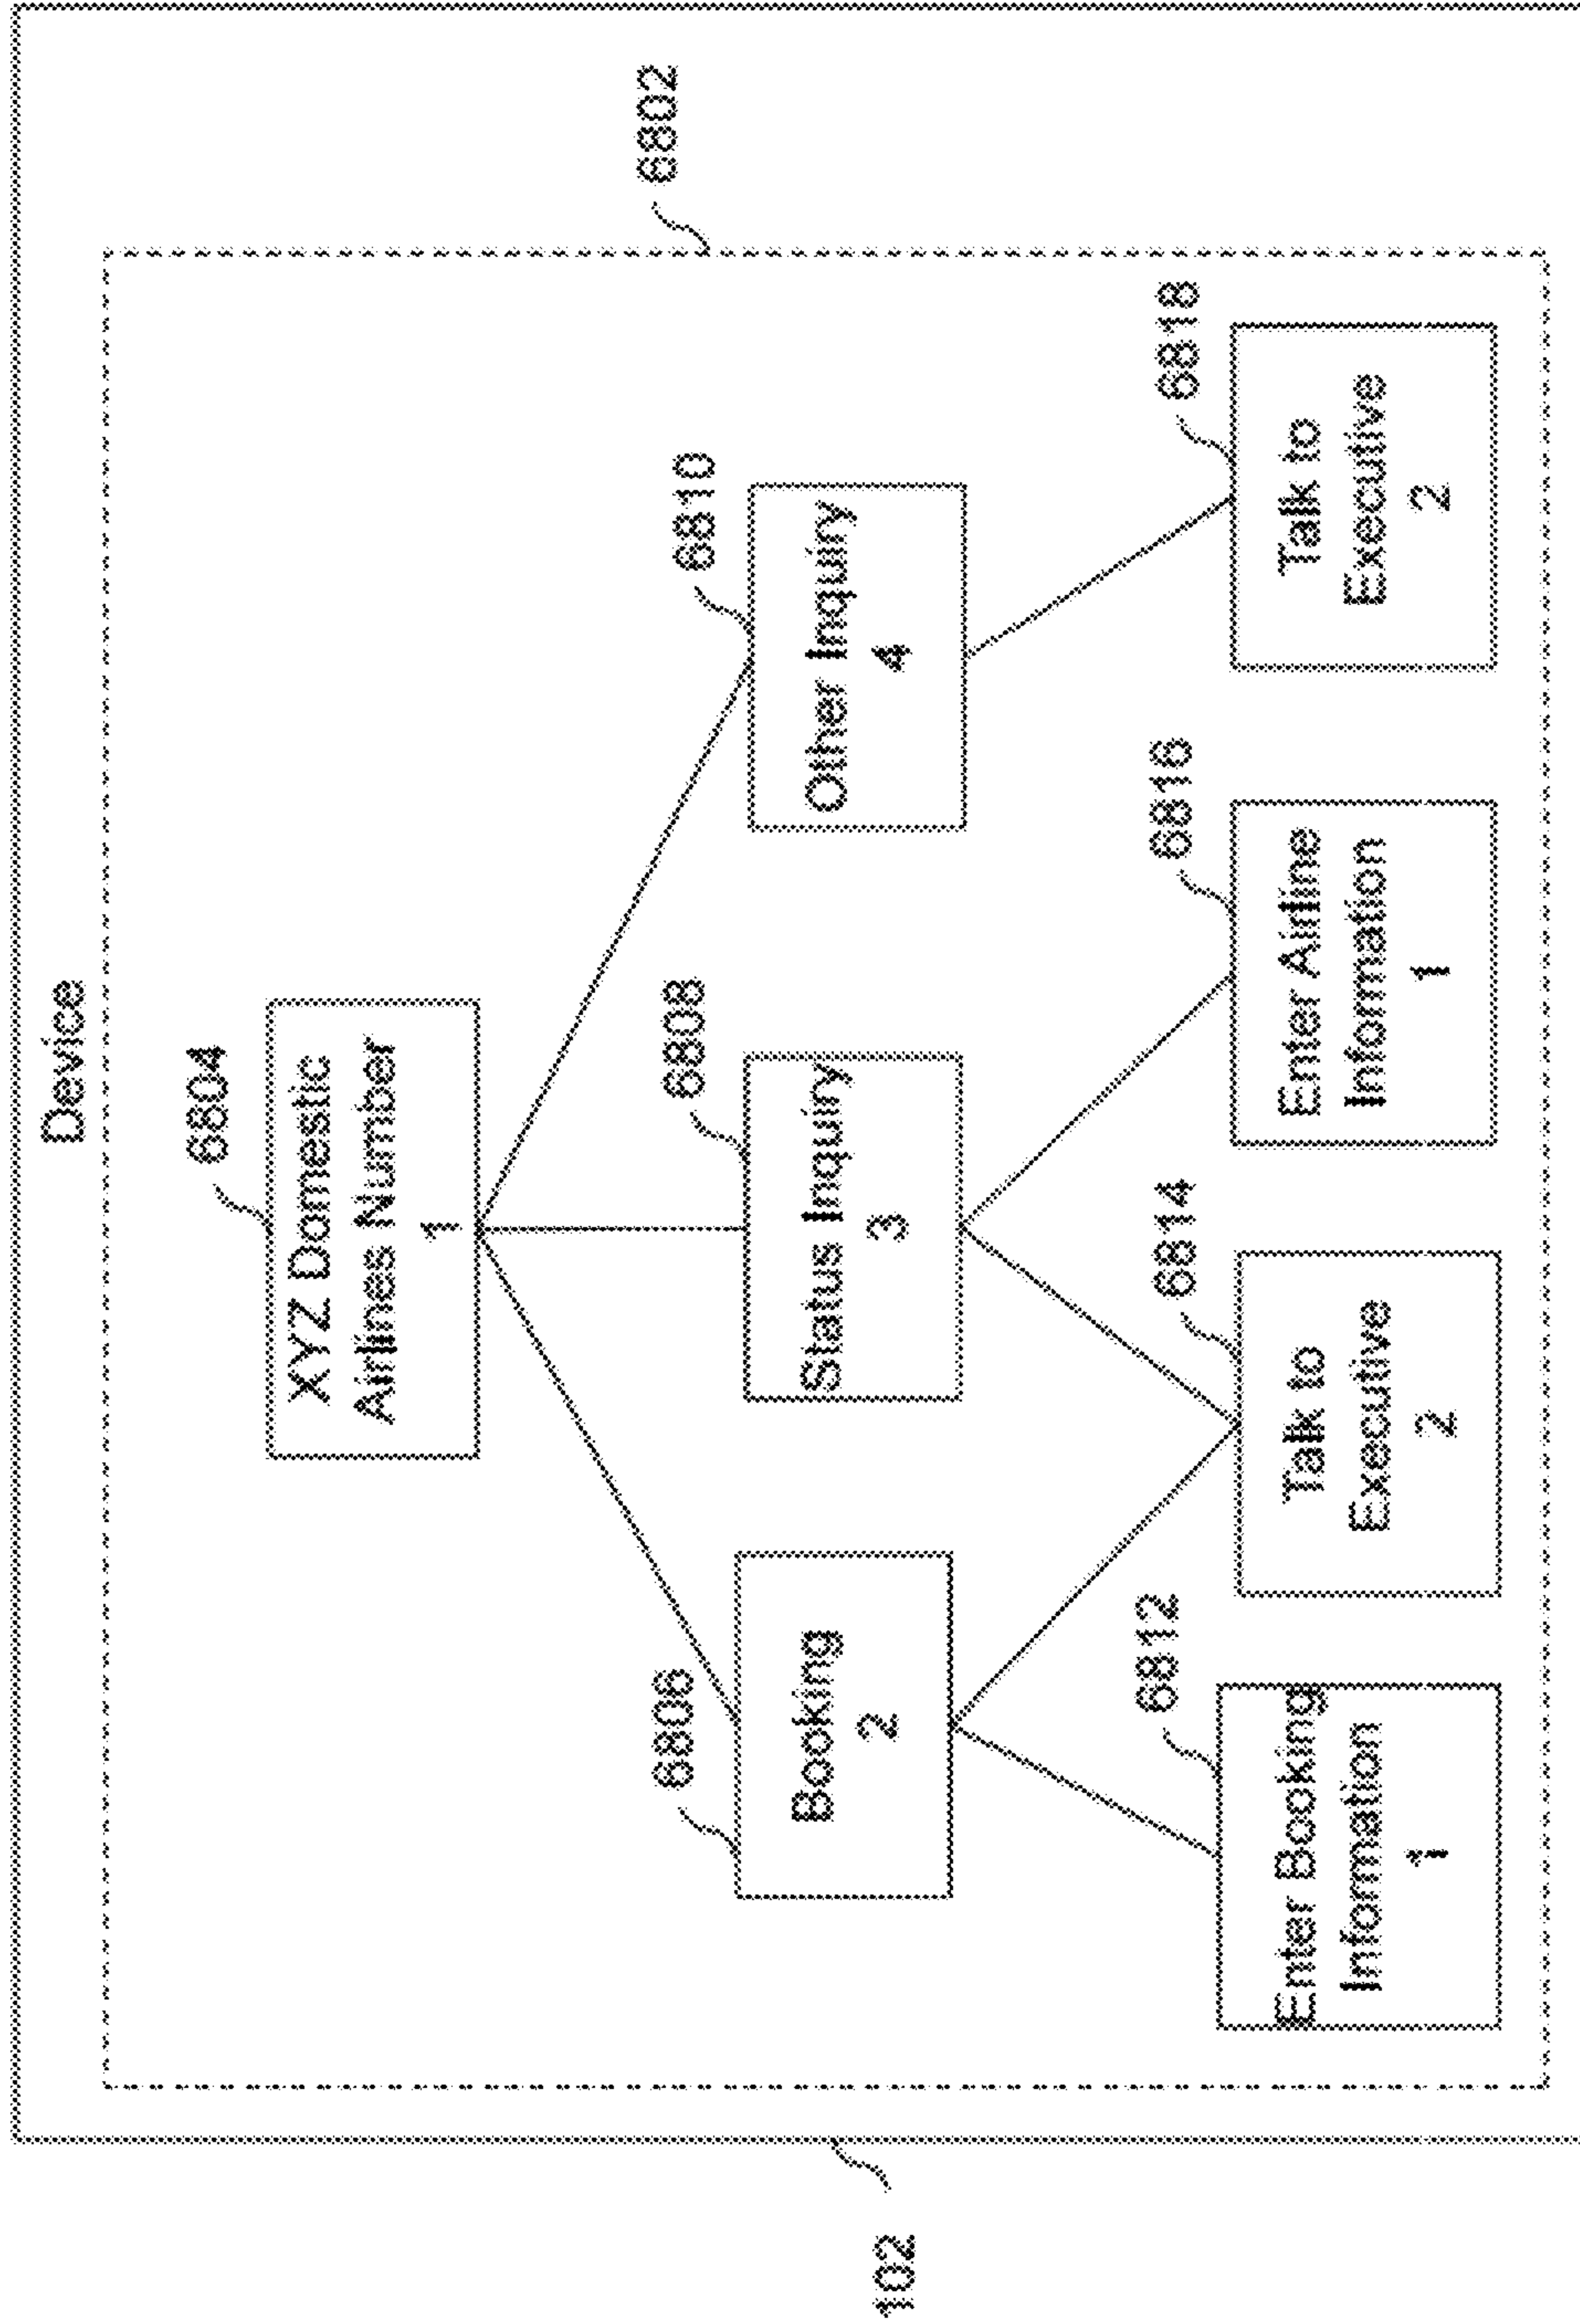 Device
6804
XYZ Domestic
Airlines Number
1
6802
6806
Booking
2
6808
Status Inquiry
3
6810
Other Inquiry
4
6812
Enter Booking
Information
1
6814
Talk to
Executive
2
6816
Enter Airline
Information
1
6818
Talk to
Executive
2
102